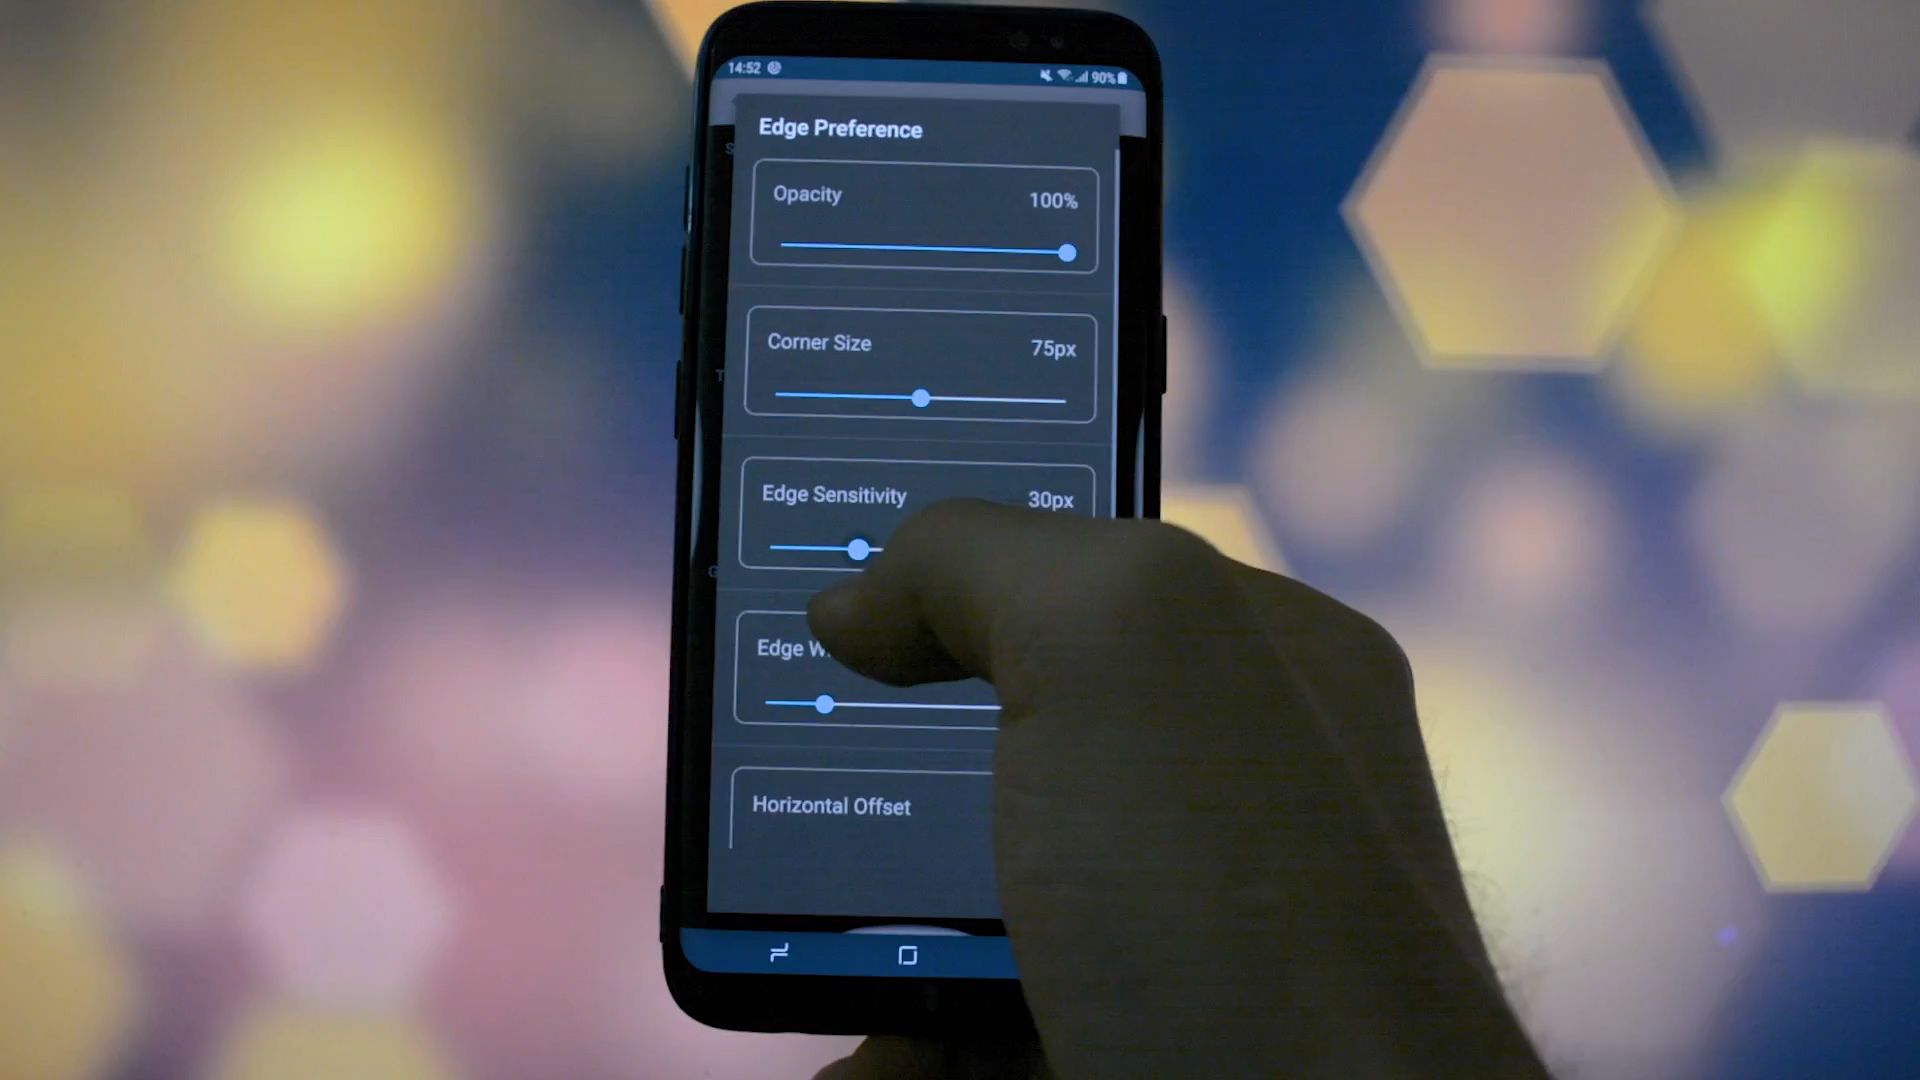 14:52
90%
Edge Preference
Opacity
100%
Corner Size
75px
Edge Sensitivity
30px
Edge
Horizontal Offset